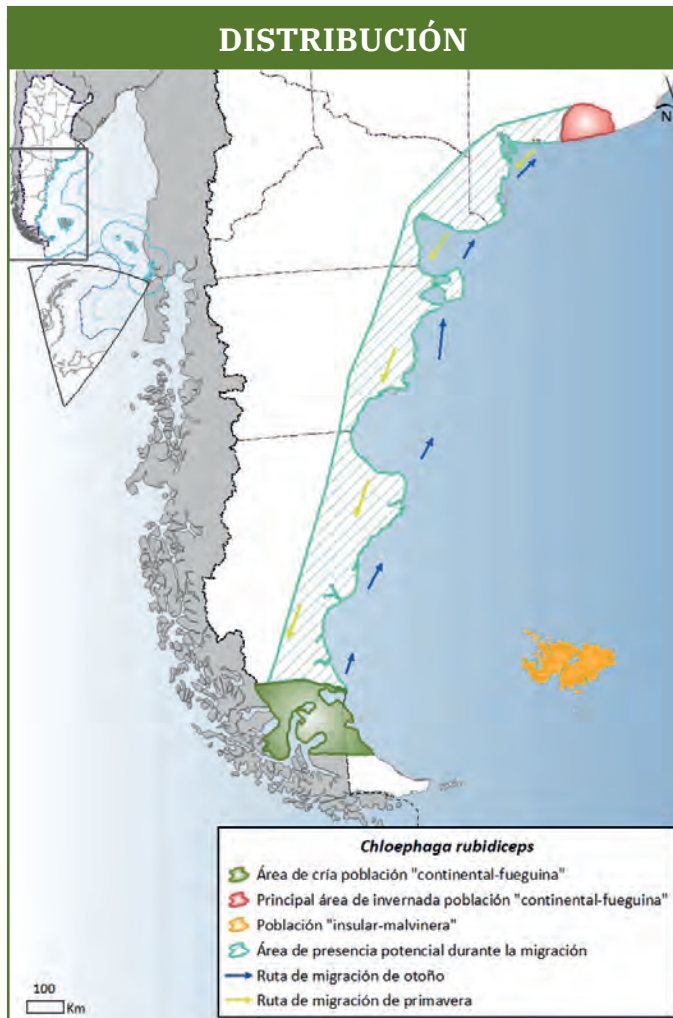 DISTRIBUCIÓN
N
Chloephaga rubidiceps
Área de cría población "continental-fueguina"
Principal área de invernada población "continental-fueguina"
Población "insular-malvinera"
Área de presencia potencial durante la migración
Ruta de migración de otoño
Ruta de migración de primavera
100
Km